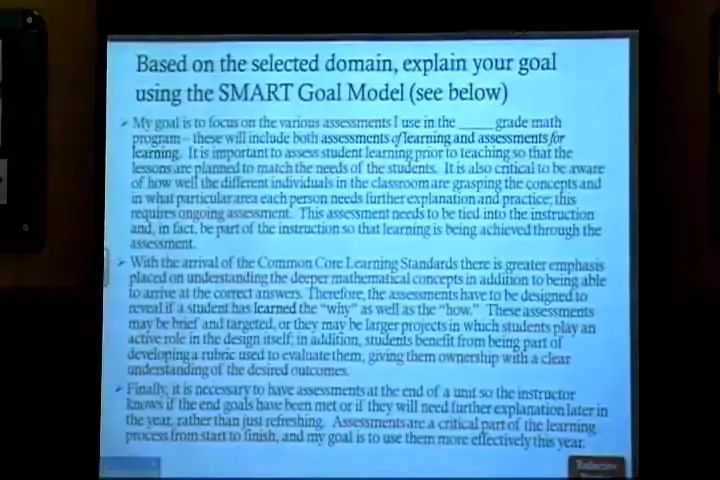 Based on the selected domain, explain your goal
using the SMART Goal Model (see below)
My goal is to focus on the various assessments I use in the _____ grade math
program – these will include both assessments of learning and assessments for
learning. It is important to assess student learning prior to teaching so that the
lessons are planned to match the needs of the students. It is also critical to be aware
of how well the different individuals in the classroom are grasping the concepts and
in what particular area each person needs further explanation and practice; this
requires ongoing assessment. This assessment needs to be tied into the instruction
and, in fact, be part of the instruction so that learning is being achieved through the
assessment.
With the arrival of the Common Core Learning Standards there is greater emphasis
placed on understanding the deeper mathematical concepts in addition to being able
to arrive at the correct answers. Therefore, the assessments have to be designed to
reveal if a student has learned the “why” as well as the “how.” These assessments
may be brief and targeted, or they may be larger projects in which students play an
active role in the design itself; in addition, students benefit from being part of
developing a rubric used to evaluate them, giving them ownership with a clear
understanding of the desired outcomes.
Finally, it is necessary to have assessments at the end of a unit so the instructor
knows if the end goals have been met or if they will need further explanation later in
the year, rather than just refreshing. Assessments are a critical part of the learning
process from start to finish, and my goal is to use them more effectively this year.